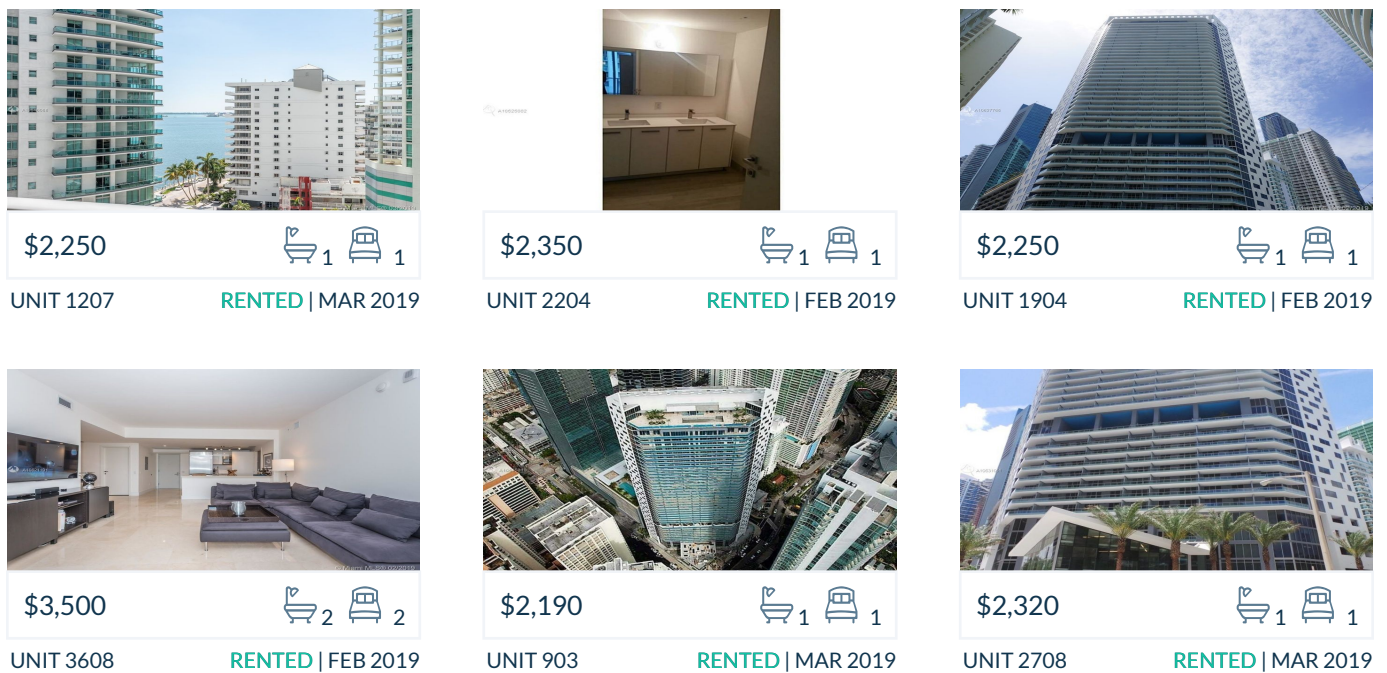 $2,250 1 1
UNIT 1207 RENTED | MAR 2019
$2,350 1 1
UNIT 2204 RENTED | FEB 2019
$2,250 1 1
UNIT 1904 RENTED | FEB 2019
$3,500 2 2
UNIT 3608 RENTED | FEB 2019
$2,190 1 1
UNIT 903 RENTED | MAR 2019
$2,320 1 1
UNIT 2708 RENTED | MAR 2019